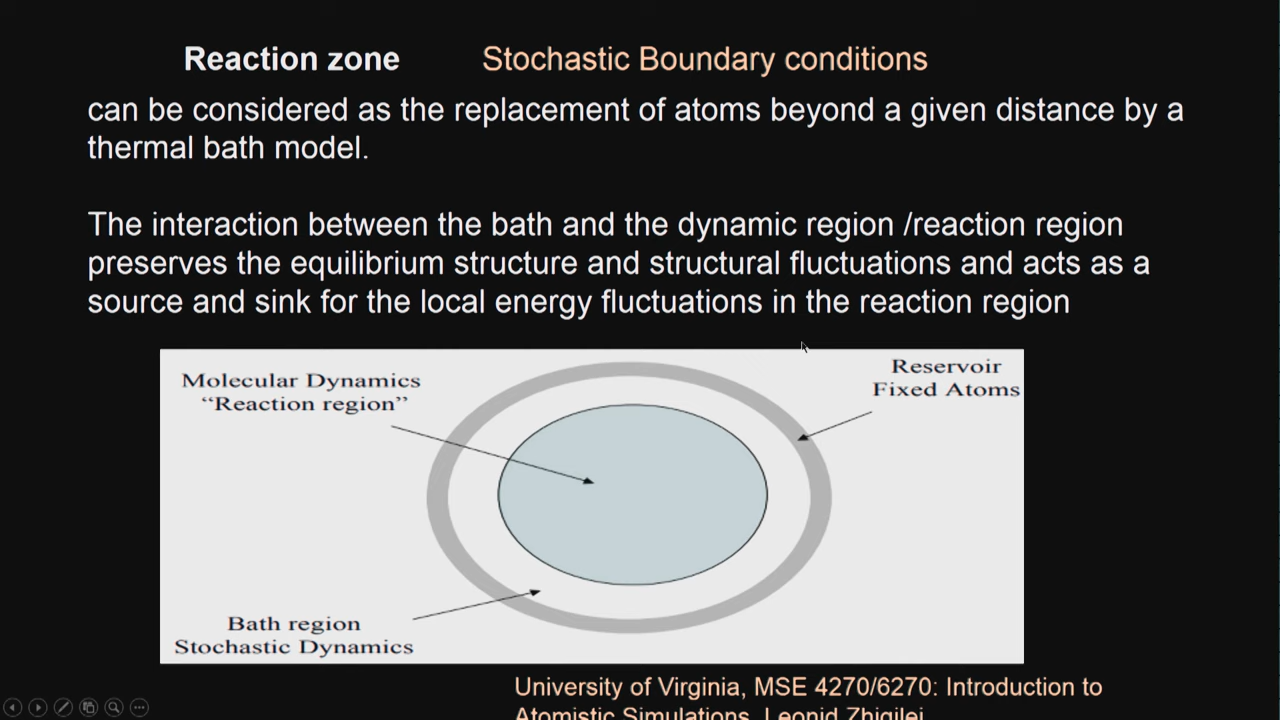 Reaction zone Stochastic Boundary conditions
can be considered as the replacement of atoms beyond a given distance by a
thermal bath model.
The interaction between the bath and the dynamic region /reaction region
preserves the equilibrium structure and structural fluctuations and acts as a
source and sink for the local energy fluctuations in the reaction region
Molecular Dynamics
“Reaction region”
Reservoir
Fixed Atoms
Bath region
Stochastic Dynamics
University of Virginia, MSE 4270/6270: Introduction to
Atomistic Simulations, Leonid Zhigilei